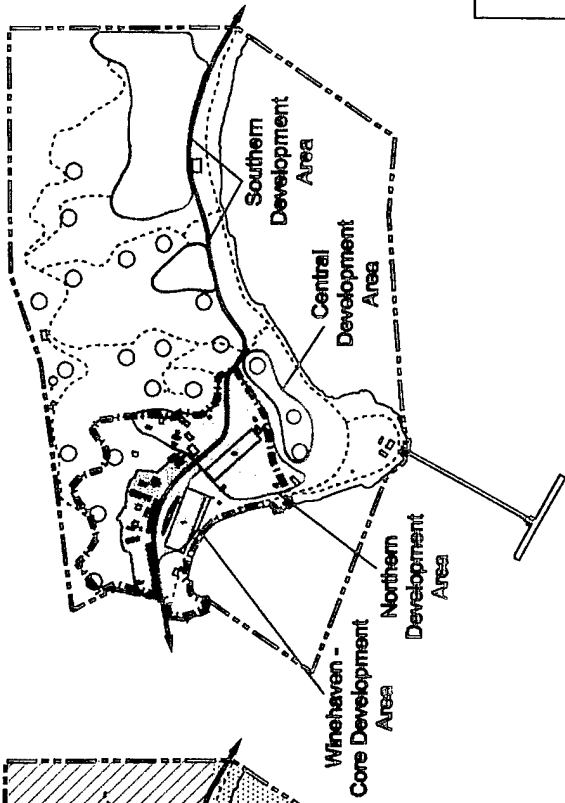 Southern
Development
Area
Central
Development
Area
Northern
Development
Area
Winehaven -
Core Development
Area